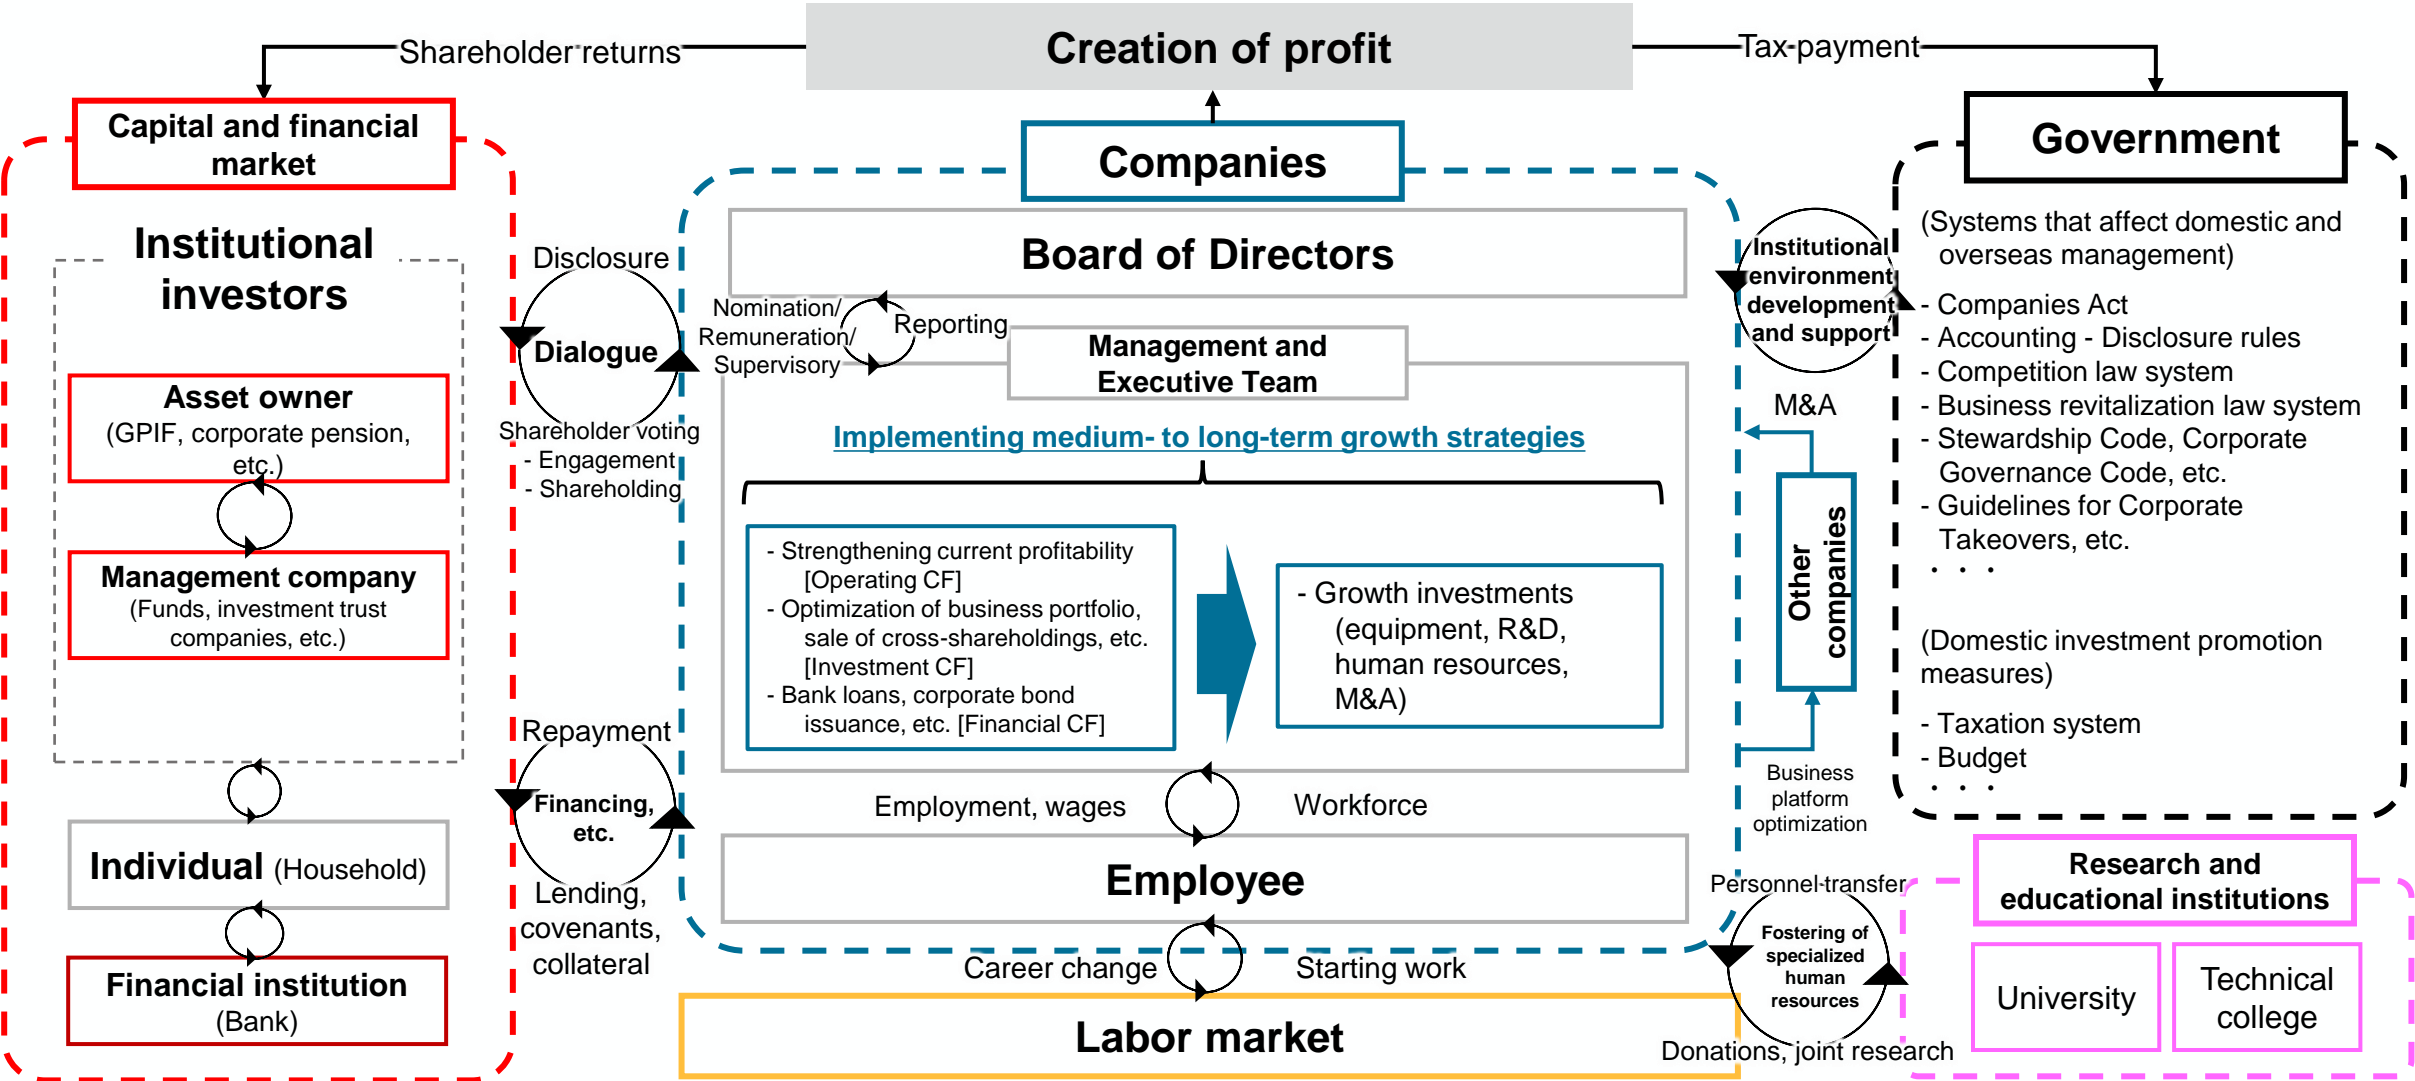 Creation of profit
Shareholder returns
Tax payment
Capital and financial
market
Companies
Government
Institutional
investors
Asset owner
(GPIF, corporate pension,
etc.)
Management company
(Funds, investment trust
companies, etc.)
Individual (Household)
Financial institution
(Bank)
Disclosure
Dialogue
Shareholder voting
- Engagement
- Shareholding
Repayment
Financing,
etc.
Lending,
covenants,
collateral
Board of Directors
Nomination/
Remuneration/
Supervisory
Reporting
Management and
Executive Team
Implementing medium- to long-term growth strategies
- Strengthening current profitability
[Operating CF]
- Optimization of business portfolio,
sale of cross-shareholdings, etc.
[Investment CF]
- Bank loans, corporate bond
issuance, etc. [Financial CF]
- Growth investments
(equipment, R&D,
human resources,
M&A)
Employment, wages
Workforce
Employee
Career change
Starting work
Labor market
Institutional
environment
development
and support
M&A
Other
companies
Business
platform
optimization
(Systems that affect domestic and
overseas management)
- Companies Act
- Accounting - Disclosure rules
- Competition law system
- Business revitalization law system
- Stewardship Code, Corporate
Governance Code, etc.
- Guidelines for Corporate
Takeovers, etc.
・・・
(Domestic investment promotion
measures)
- Taxation system
- Budget
・・・
Personnel transfer
Fostering of
specialized
human
resources
Donations, joint research
Research and
educational institutions
University
Technical
college